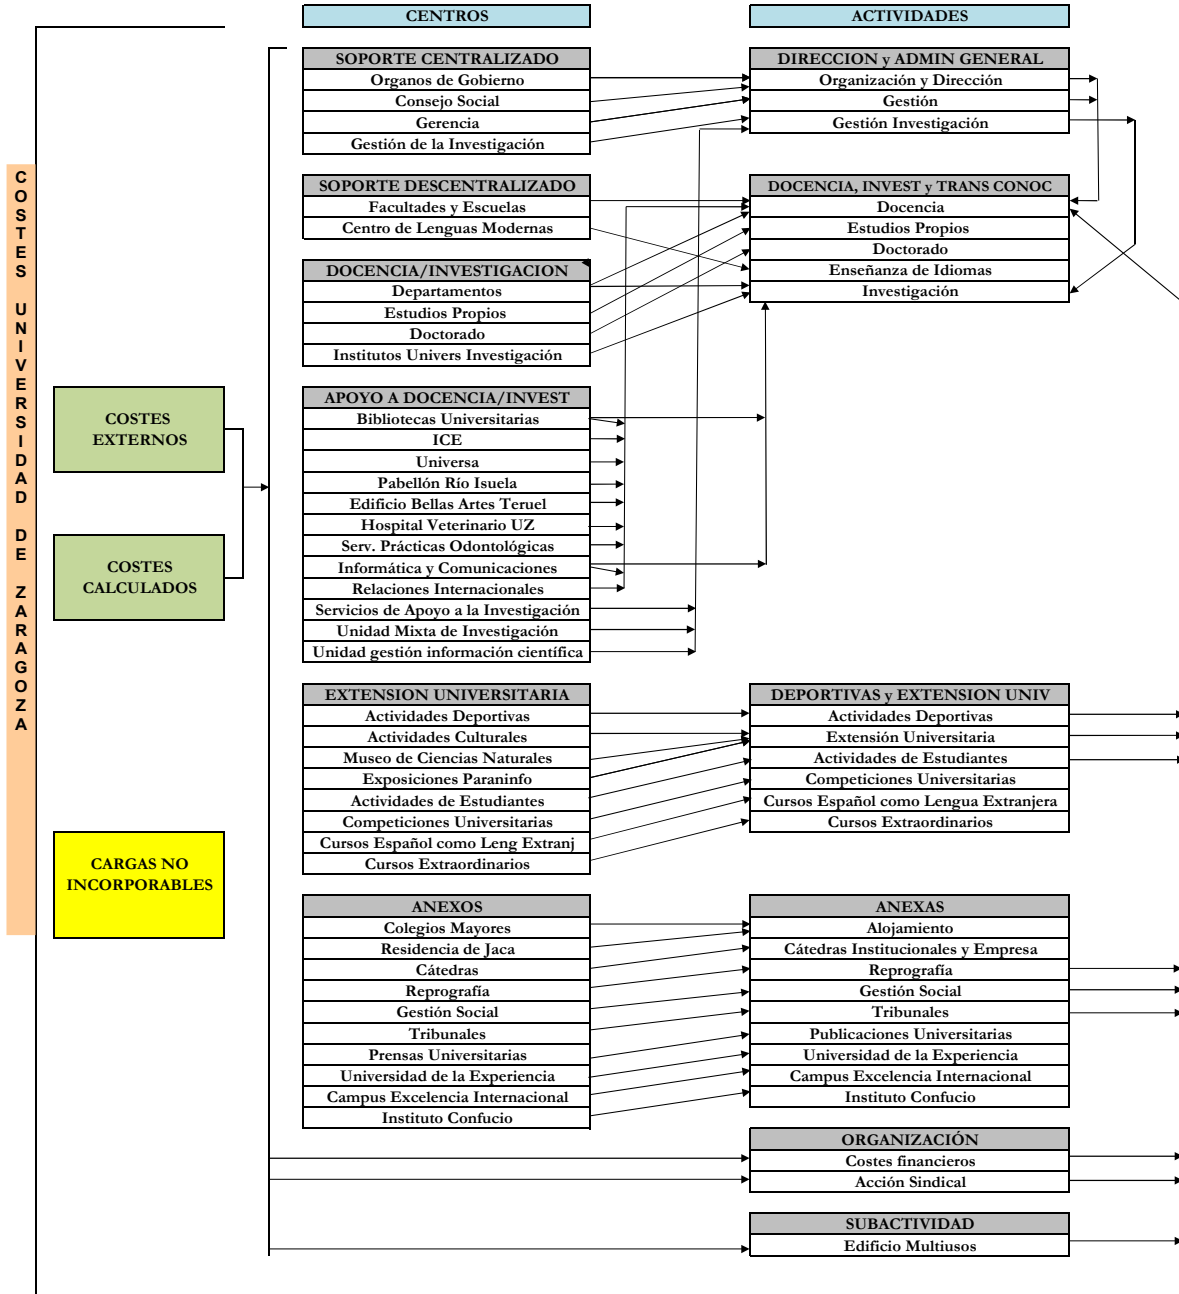 CENTROS
ACTIVIDADES
COSTES UNIVERSIDAD DE ZARAGOZA
COSTES
EXTERNOS
COSTES
CALCULADOS
CARGAS NO
INCORPORABLES
SOPORTE CENTRALIZADO
Organos de Gobierno
Consejo Social
Gerencia
Gestión de la Investigación
SOPORTE DESCENTRALIZADO
Facultades y Escuelas
Centro de Lenguas Modernas
DOCENCIA/INVESTIGACION
Departamentos
Estudios Propios
Doctorado
Institutos Univers Investigación
APOYO A DOCENCIA/INVEST
Bibliotecas Universitarias
ICE
Universa
Pabellón Río Isuela
Edificio Bellas Artes Teruel
Hospital Veterinario UZ
Serv. Prácticas Odontológicas
Informática y Comunicaciones
Relaciones Internacionales
Servicios de Apoyo a la Investigación
Unidad Mixta de Investigación
Unidad gestión información científica
EXTENSION UNIVERSITARIA
Actividades Deportivas
Actividades Culturales
Museo de Ciencias Naturales
Exposiciones Paraninfo
Actividades de Estudiantes
Competiciones Universitarias
Cursos Español como Leng Extranj
Cursos Extraordinarios
ANEXOS
Colegios Mayores
Residencia de Jaca
Cátedras
Reprografía
Gestión Social
Tribunales
Prensas Universitarias
Universidad de la Experiencia
Campus Excelencia Internacional
Instituto Confucio
DIRECCION y ADMIN GENERAL
Organización y Dirección
Gestión
Gestión Investigación
DOCENCIA, INVEST y TRANS CONOC
Docencia
Estudios Propios
Doctorado
Enseñanza de Idiomas
Investigación
DEPORTIVAS y EXTENSION UNIV
Actividades Deportivas
Extensión Universitaria
Actividades de Estudiantes
Competiciones Universitarias
Cursos Español como Lengua Extranjera
Cursos Extraordinarios
ANEXAS
Alojamiento
Cátedras Institucionales y Empresa
Reprografía
Gestión Social
Tribunales
Publicaciones Universitarias
Universidad de la Experiencia
Campus Excelencia Internacional
Instituto Confucio
ORGANIZACIÓN
Costes financieros
Acción Sindical
SUBACTIVIDAD
Edificio Multiusos